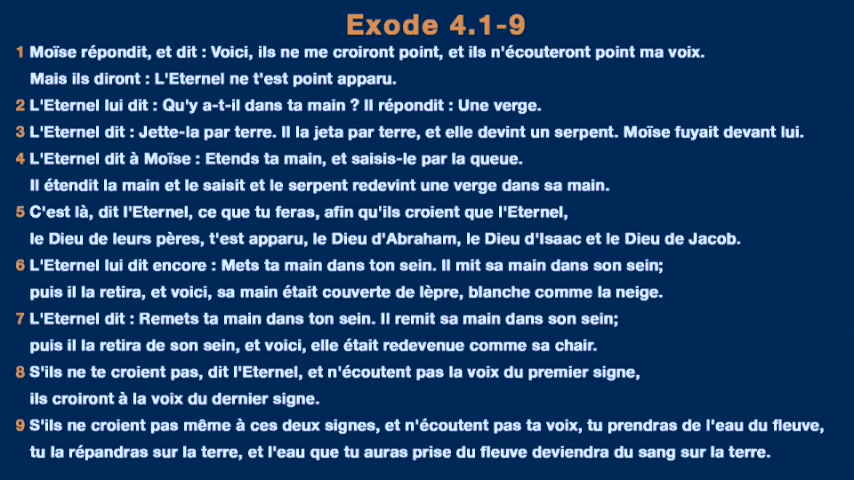 Exode 4.1-9
1 Moïse répondit, et dit : Voici, ils ne me croiront point, et ils n'écouteront point ma voix.
Mais ils diront : L'Eternel ne t'est point apparu.
2 L'Eternel lui dit : Qu'y a-t-il dans ta main ? Il répondit : Une verge.
3 L'Eternel dit : Jette-la par terre. Il la jeta par terre, et elle devint un serpent. Moïse fuyait devant lui.
4 L'Eternel dit à Moïse : Etends ta main, et saisis-le par la queue.
Il étendit la main et le saisit et le serpent redevint une verge dans sa main.
5 C'est là, dit l'Eternel, ce que tu feras, afin qu'ils croient que l'Eternel,
le Dieu de leurs pères, t'est apparu, le Dieu d'Abraham, le Dieu d'Isaac et le Dieu de Jacob.
6 L'Eternel lui dit encore : Mets ta main dans ton sein. Il mit sa main dans son sein;
puis il la retira, et voici, sa main était couverte de lèpre, blanche comme la neige.
7 L'Eternel dit : Remets ta main dans ton sein. Il remit sa main dans son sein;
puis il la retira de son sein, et voici, elle était redevenue comme sa chair.
8 S'ils ne te croient pas, dit l'Eternel, et n'écoutent pas la voix du premier signe,
ils croiront à la voix du dernier signe.
9 S'ils ne croient pas même à ces deux signes, et n'écoutent pas ta voix, tu prendras de l'eau du fleuve,
tu la répandras sur la terre, et l'eau que tu auras prise du fleuve deviendra du sang sur la terre.